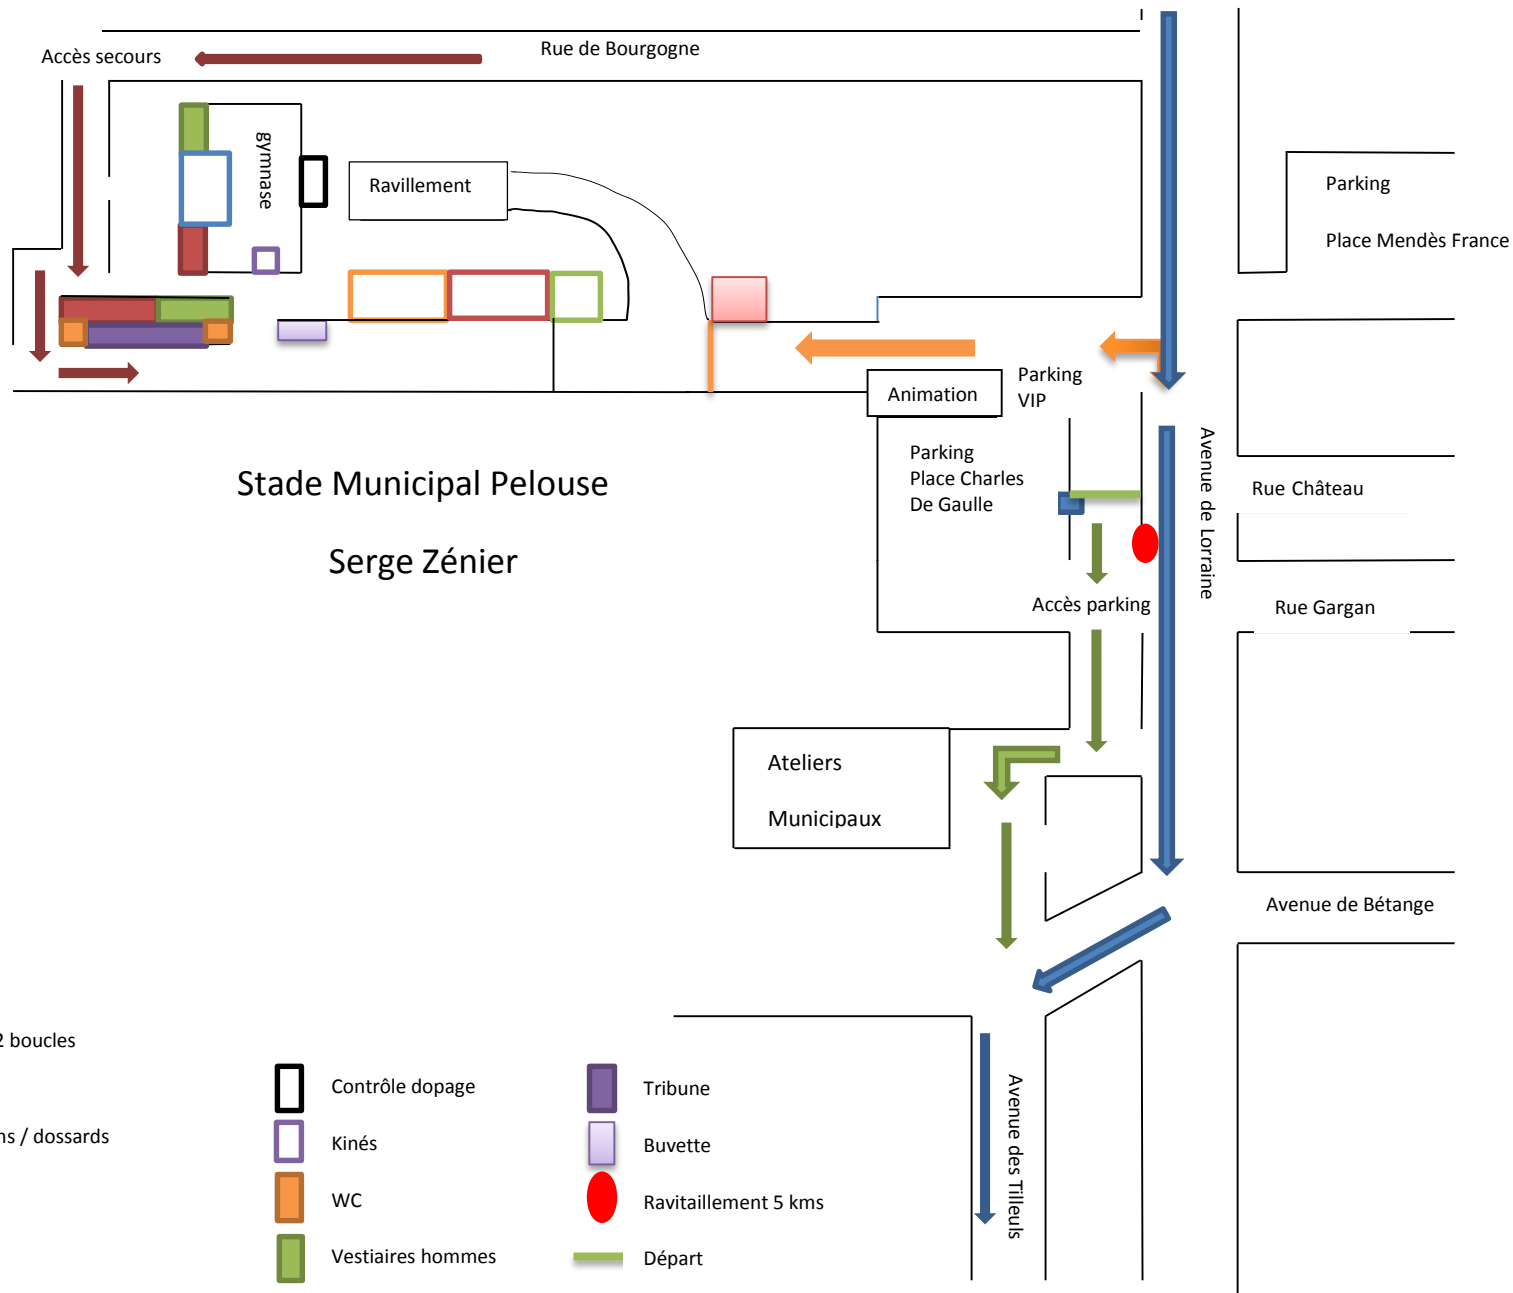 Accès secours
Rue de Bourgogne
gymnase
Ravillement
Parking
Place Mendès France
Animation
Parking
VIP
Parking
Place Charles
De Gaulle
Avenue de Lorraine
Rue Château
Stade Municipal Pelouse
Serge Zénier
Accès parking
Rue Gargan
Ateliers
Municipaux
Avenue de Bétange
2 boucles
Avenue des Tilleuls
Contrôle dopage
Tribune
ns / dossards
Kinés
Buvette
WC
Ravitaillement 5 kms
Vestiaires hommes
Départ